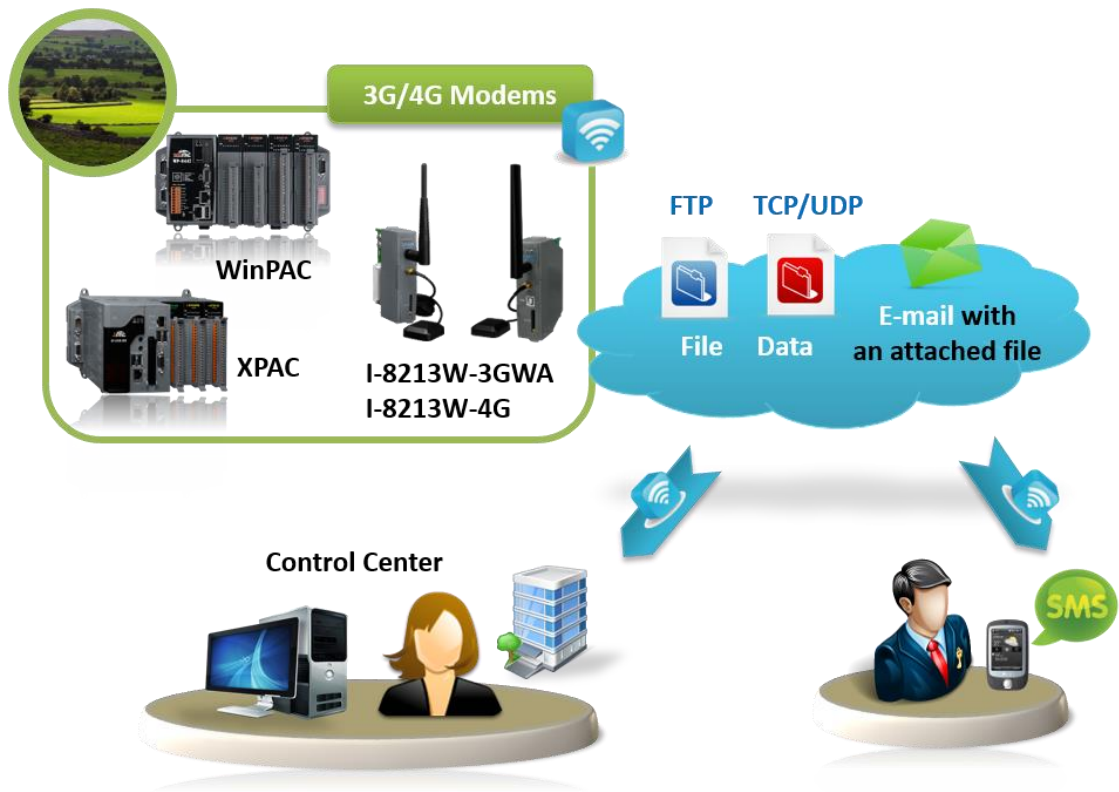 3G/4G Modems
WinPAC
XPAC
I-8213W-3GWA
I-8213W-4G
FTP
TCP/UDP
File
Data
E-mail with
an attached file
Control Center
SMS